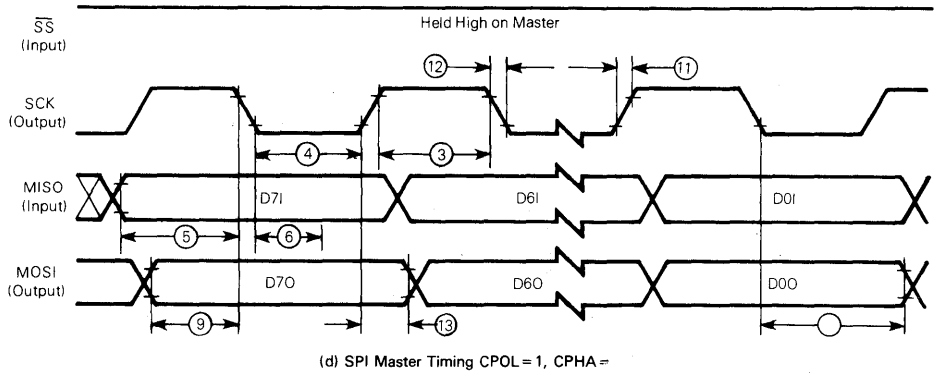 SS
(Input)
Held High on Master
12
11
SCK
(Output)
4
3
MISO
(Input)
D7I
D6I
D0I
5
6
MOSI
(Output)
D7O
D6O
D0O
9
13
(d) SPI Master Timing CPOL=1, CPHA=